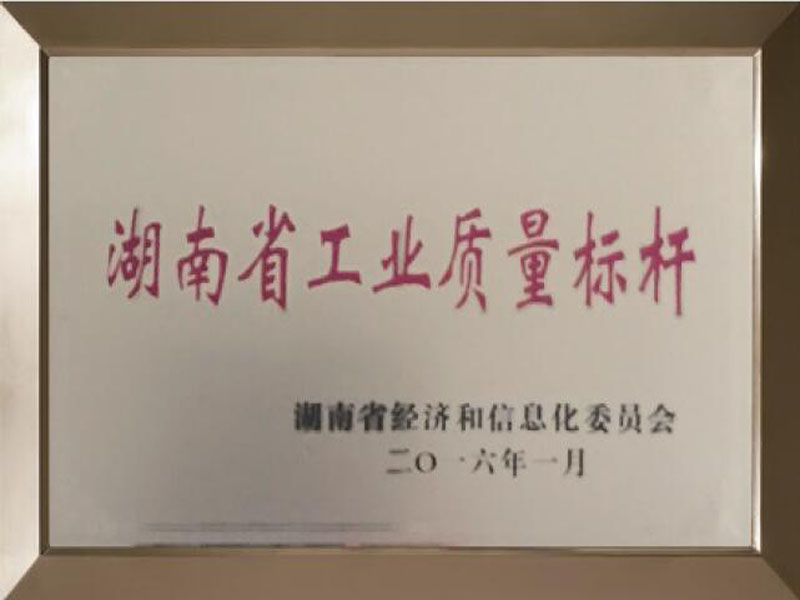 湖南省工业质量标杆
湖南省经济和信息化委员会
二〇一六年一月